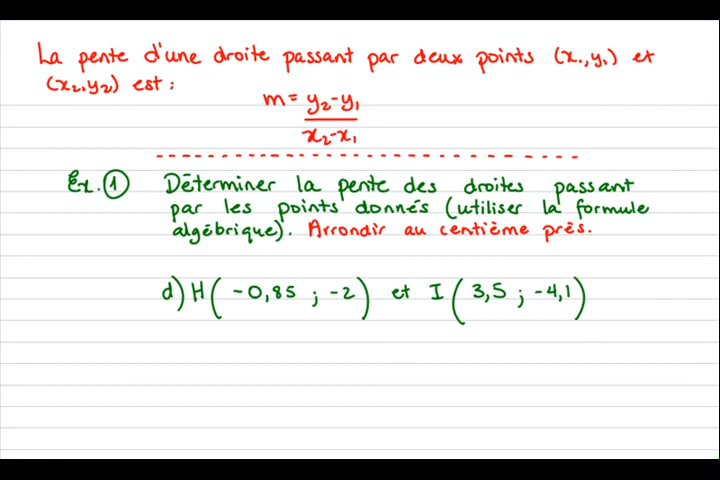 La pente d'une droite passant par deux points (x₁,y₁) et
(x₂,y₂) est :
m = y₂-y₁
x₂-x₁
Ex. 1 Déterminer la pente des droites passant
par les points donnés (utiliser la formule
algébrique). Arrondir au centième près.
d) H(-0,85 ; -2) et I(3,5 ; -4,1)